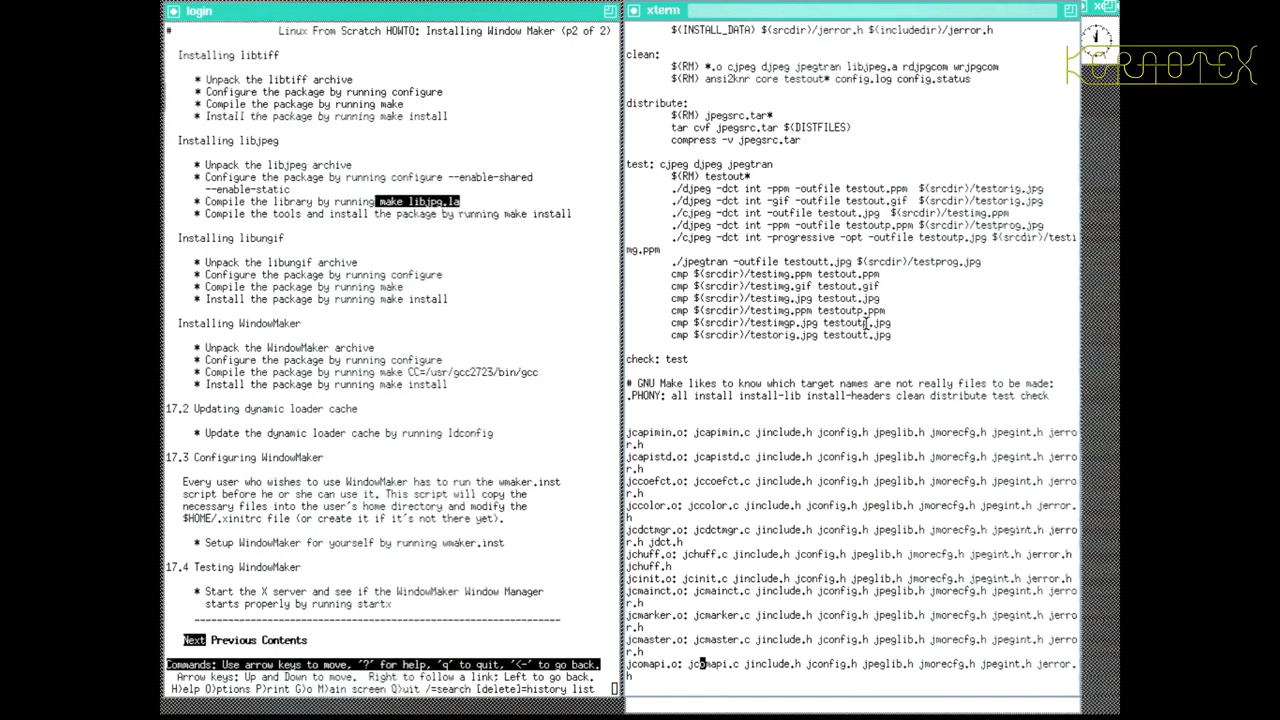 login
# Linux From Scratch HOWTO: Installing Window Maker (p2 of 2)
Installing libtiff
* Unpack the libtiff archive
* Configure the package by running configure
* Compile the package by running make
* Install the package by running make install
Installing libjpeg
* Unpack the libjpeg archive
* Configure the package by running configure --enable-shared
--enable-static
* Compile the library by running make libjpg.la
* Compile the tools and install the package by running make install
Installing libungif
* Unpack the libungif archive
* Configure the package by running configure
* Compile the package by running make
* Install the package by running make install
Installing WindowMaker
* Unpack the WindowMaker archive
* Configure the package by running configure
* Compile the package by running make CC=/usr/gcc2723/bin/gcc
* Install the package by running make install
17.2 Updating dynamic loader cache
* Update the dynamic loader cache by running ldconfig
17.3 Configuring WindowMaker
Every user who wishes to use WindowMaker has to run the wmaker.inst
script before he or she can use it. This script will copy the
necessary files into the user's home directory and modify the
$HOME/.xinitrc file (or create it if it's not there yet).
* Setup WindowMaker for yourself by running wmaker.inst
17.4 Testing WindowMaker
* Start the X server and see if the WindowMaker Window Manager
starts properly by running startx
Next Previous Contents
Commands: Use arrow keys to move, '?' for help, 'q' to quit, '<-' to go back.
Arrow keys: Up and Down to move. Right to follow a link; Left to go back.
H)elp O)ptions P)rint G)o M)ain screen Q)uit /=search [delete]=history list
xterm
$(INSTALL_DATA) $(srcdir)/jerror.h $(includedir)/jerror.h
clean:
$(RM) *.o cjpeg djpeg jpegtran libjpeg.a rdjpgcom wrjpgcom
$(RM) ansi2knr core testout* config.log config.status
distribute:
$(RM) jpegsrc.tar*
tar cvf jpegsrc.tar $(DISTFILES)
compress -v jpegsrc.tar
test: cjpeg djpeg jpegtran
$(RM) testout*
./djpeg -dct int -ppm -outfile testout.ppm $(srcdir)/testorig.jpg
./djpeg -dct int -gif -outfile testout.gif $(srcdir)/testorig.jpg
./cjpeg -dct int -outfile testout.jpg $(srcdir)/testimg.ppm
./djpeg -dct int -ppm -outfile testoutp.ppm $(srcdir)/testprog.jpg
./cjpeg -dct int -progressive -opt -outfile testoutp.jpg $(srcdir)/testi
mg.ppm
./jpegtran -outfile testoutt.jpg $(srcdir)/testprog.jpg
cmp $(srcdir)/testimg.ppm testout.ppm
cmp $(srcdir)/testimg.gif testout.gif
cmp $(srcdir)/testimg.jpg testout.jpg
cmp $(srcdir)/testimg.ppm testoutp.ppm
cmp $(srcdir)/testimgp.jpg testoutp.jpg
cmp $(srcdir)/testorig.jpg testoutt.jpg
check: test
# GNU Make likes to know which target names are not really files to be made:
.PHONY: all install install-lib install-headers clean distribute test check
jcapimin.o: jcapimin.c jinclude.h jconfig.h jpeglib.h jmorecfg.h jpegint.h jerro
r.h
jcapistd.o: jcapistd.c jinclude.h jconfig.h jpeglib.h jmorecfg.h jpegint.h jerro
r.h
jccoefct.o: jccoefct.c jinclude.h jconfig.h jpeglib.h jmorecfg.h jpegint.h jerro
r.h
jccolor.o: jccolor.c jinclude.h jconfig.h jpeglib.h jmorecfg.h jpegint.h jerror.
h
jcdctmgr.o: jcdctmgr.c jinclude.h jconfig.h jpeglib.h jmorecfg.h jpegint.h jerro
r.h jdct.h
jchuff.o: jchuff.c jinclude.h jconfig.h jpeglib.h jmorecfg.h jpegint.h jerror.h
jchuff.h
jcinit.o: jcinit.c jinclude.h jconfig.h jpeglib.h jmorecfg.h jpegint.h jerror.h
jcmainct.o: jcmainct.c jinclude.h jconfig.h jpeglib.h jmorecfg.h jpegint.h jerro
r.h
jcmarker.o: jcmarker.c jinclude.h jconfig.h jpeglib.h jmorecfg.h jpegint.h jerro
r.h
jcmaster.o: jcmaster.c jinclude.h jconfig.h jpeglib.h jmorecfg.h jpegint.h jerro
r.h
jcomapi.o: jcomapi.c jinclude.h jconfig.h jpeglib.h jmorecfg.h jpegint.h jerror.
h